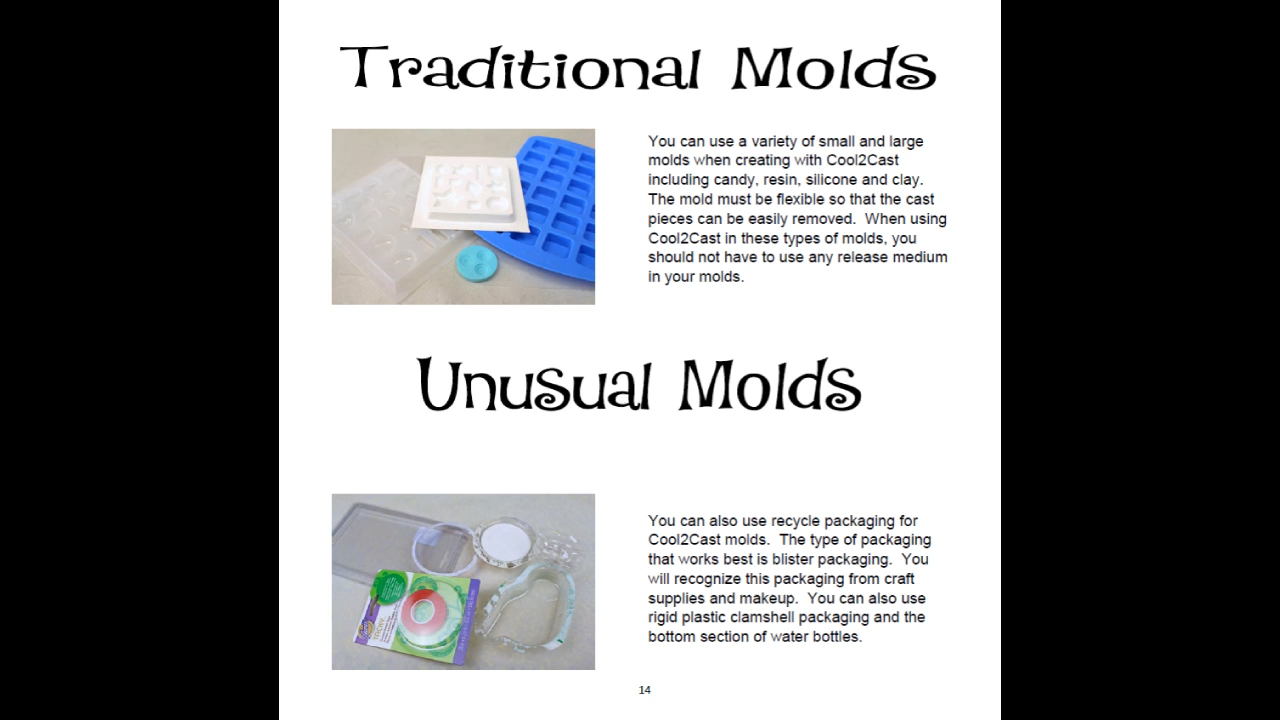 Traditional Molds
You can use a variety of small and large
molds when creating with Cool2Cast
including candy, resin, silicone and clay.
The mold must be flexible so that the cast
pieces can be easily removed.  When using
Cool2Cast in these types of molds, you
should not have to use any release medium
in your molds.
Unusual Molds
You can also use recycle packaging for
Cool2Cast molds.  The type of packaging
that works best is blister packaging.  You
will recognize this packaging from craft
supplies and makeup.  You can also use
rigid plastic clamshell packaging and the
bottom section of water bottles.
14